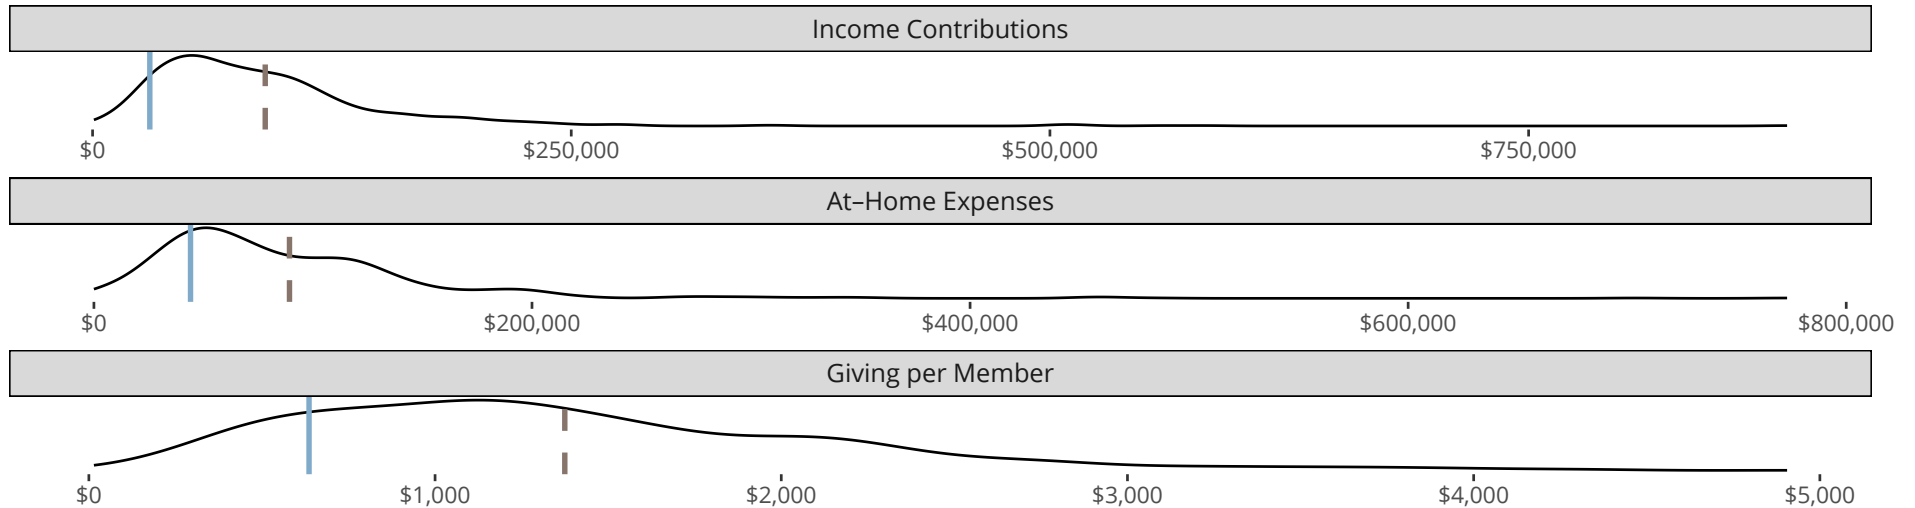 Income Contributions
$0 $250,000 $500,000 $750,000
At–Home Expenses
$0 $200,000 $400,000 $600,000 $800,000
Giving per Member
$0 $1,000 $2,000 $3,000 $4,000 $5,000